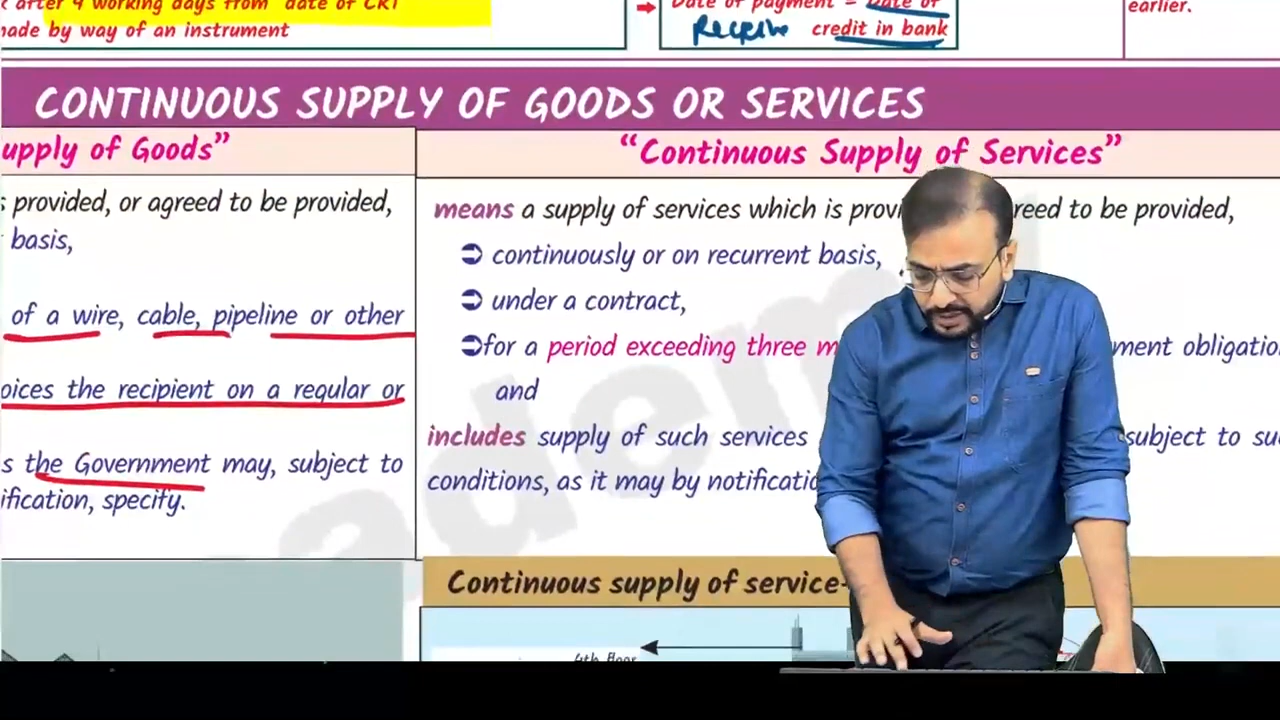 after 4 working days from date of CRT
made by way of an instrument
Date of payment = Date of
Receive credit in bank
earlier.
CONTINUOUS SUPPLY OF GOODS OR SERVICES
upply of Goods”
“Continuous Supply of Services”
s provided, or agreed to be provided,
basis,
of a wire, cable, pipeline or other
oices the recipient on a regular or
s the Government may, subject to
ification, specify.
means a supply of services which is provi reed to be provided,
➲ continuously or on recurrent basis,
➲ under a contract,
➲for a period exceeding three m ment obligatio
and
includes supply of such services subject to su
conditions, as it may by notificatio
Continuous supply of service-
4th floor